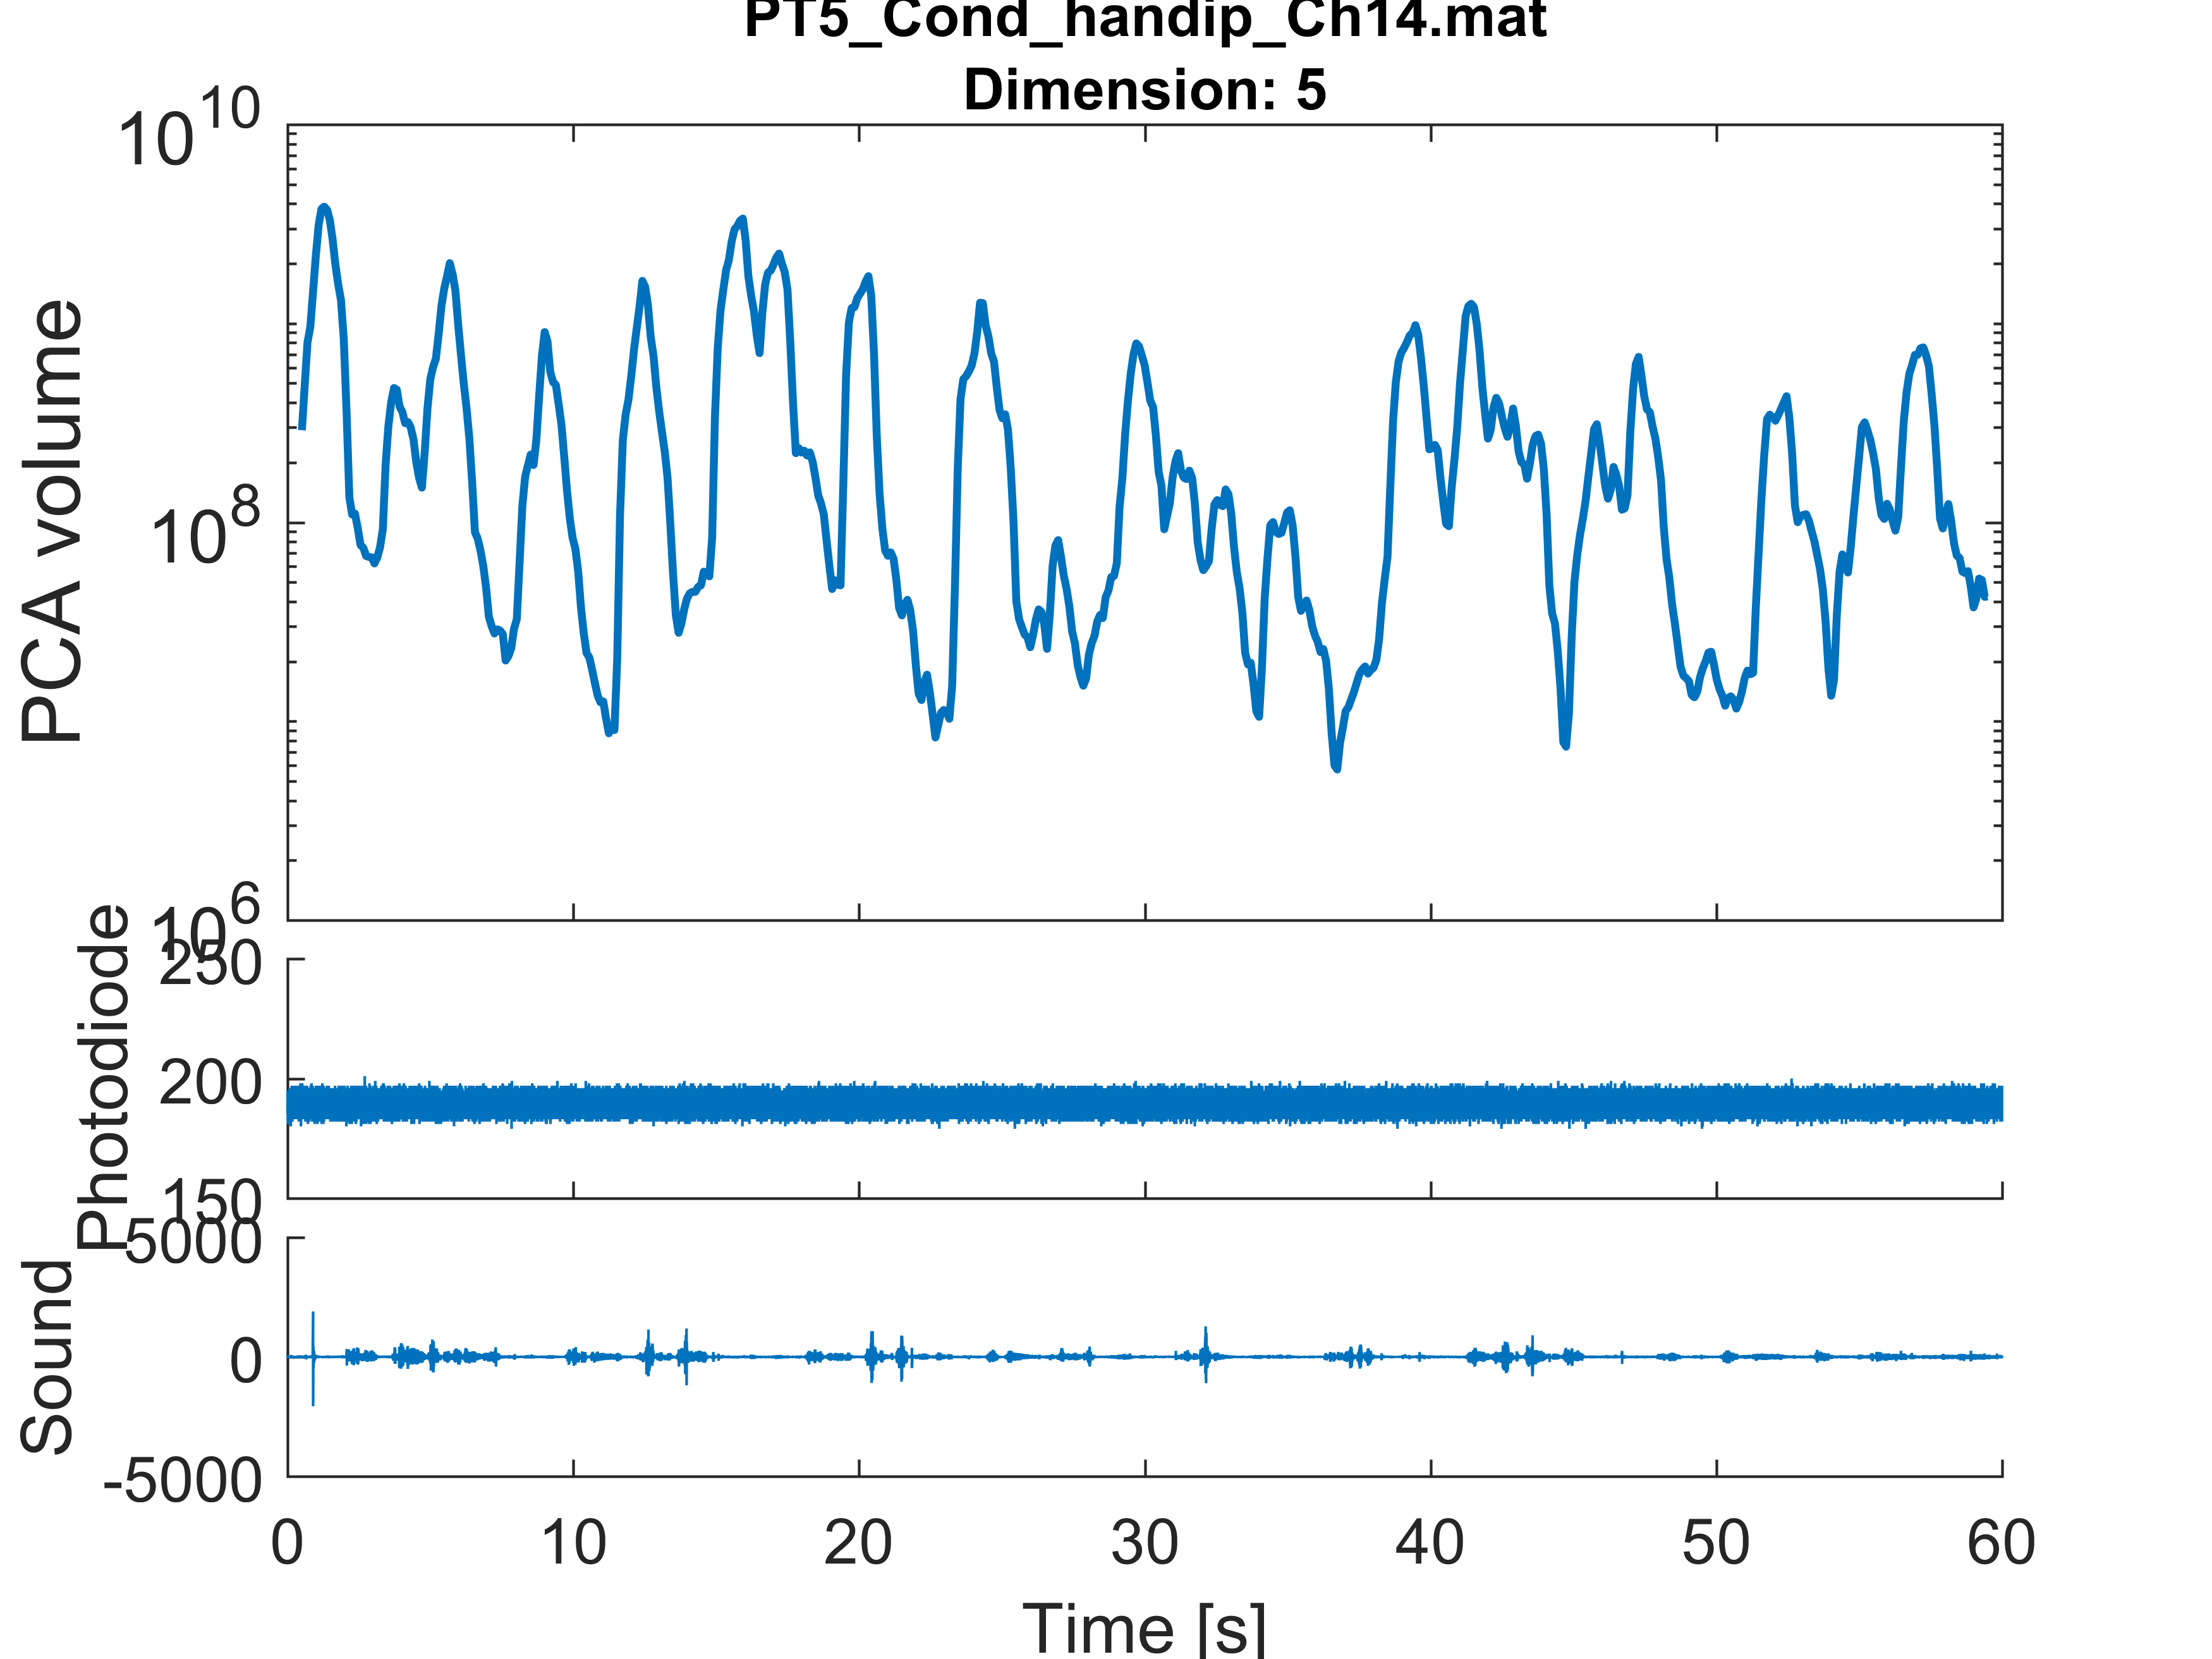 PT5_Cond_handip_Ch14.mat
Dimension: 5
PCA volume
10^10
10^8
10^6
Photodiode
250
200
150
Sound
5000
0
-5000
0 10 20 30 40 50 60
Time [s]